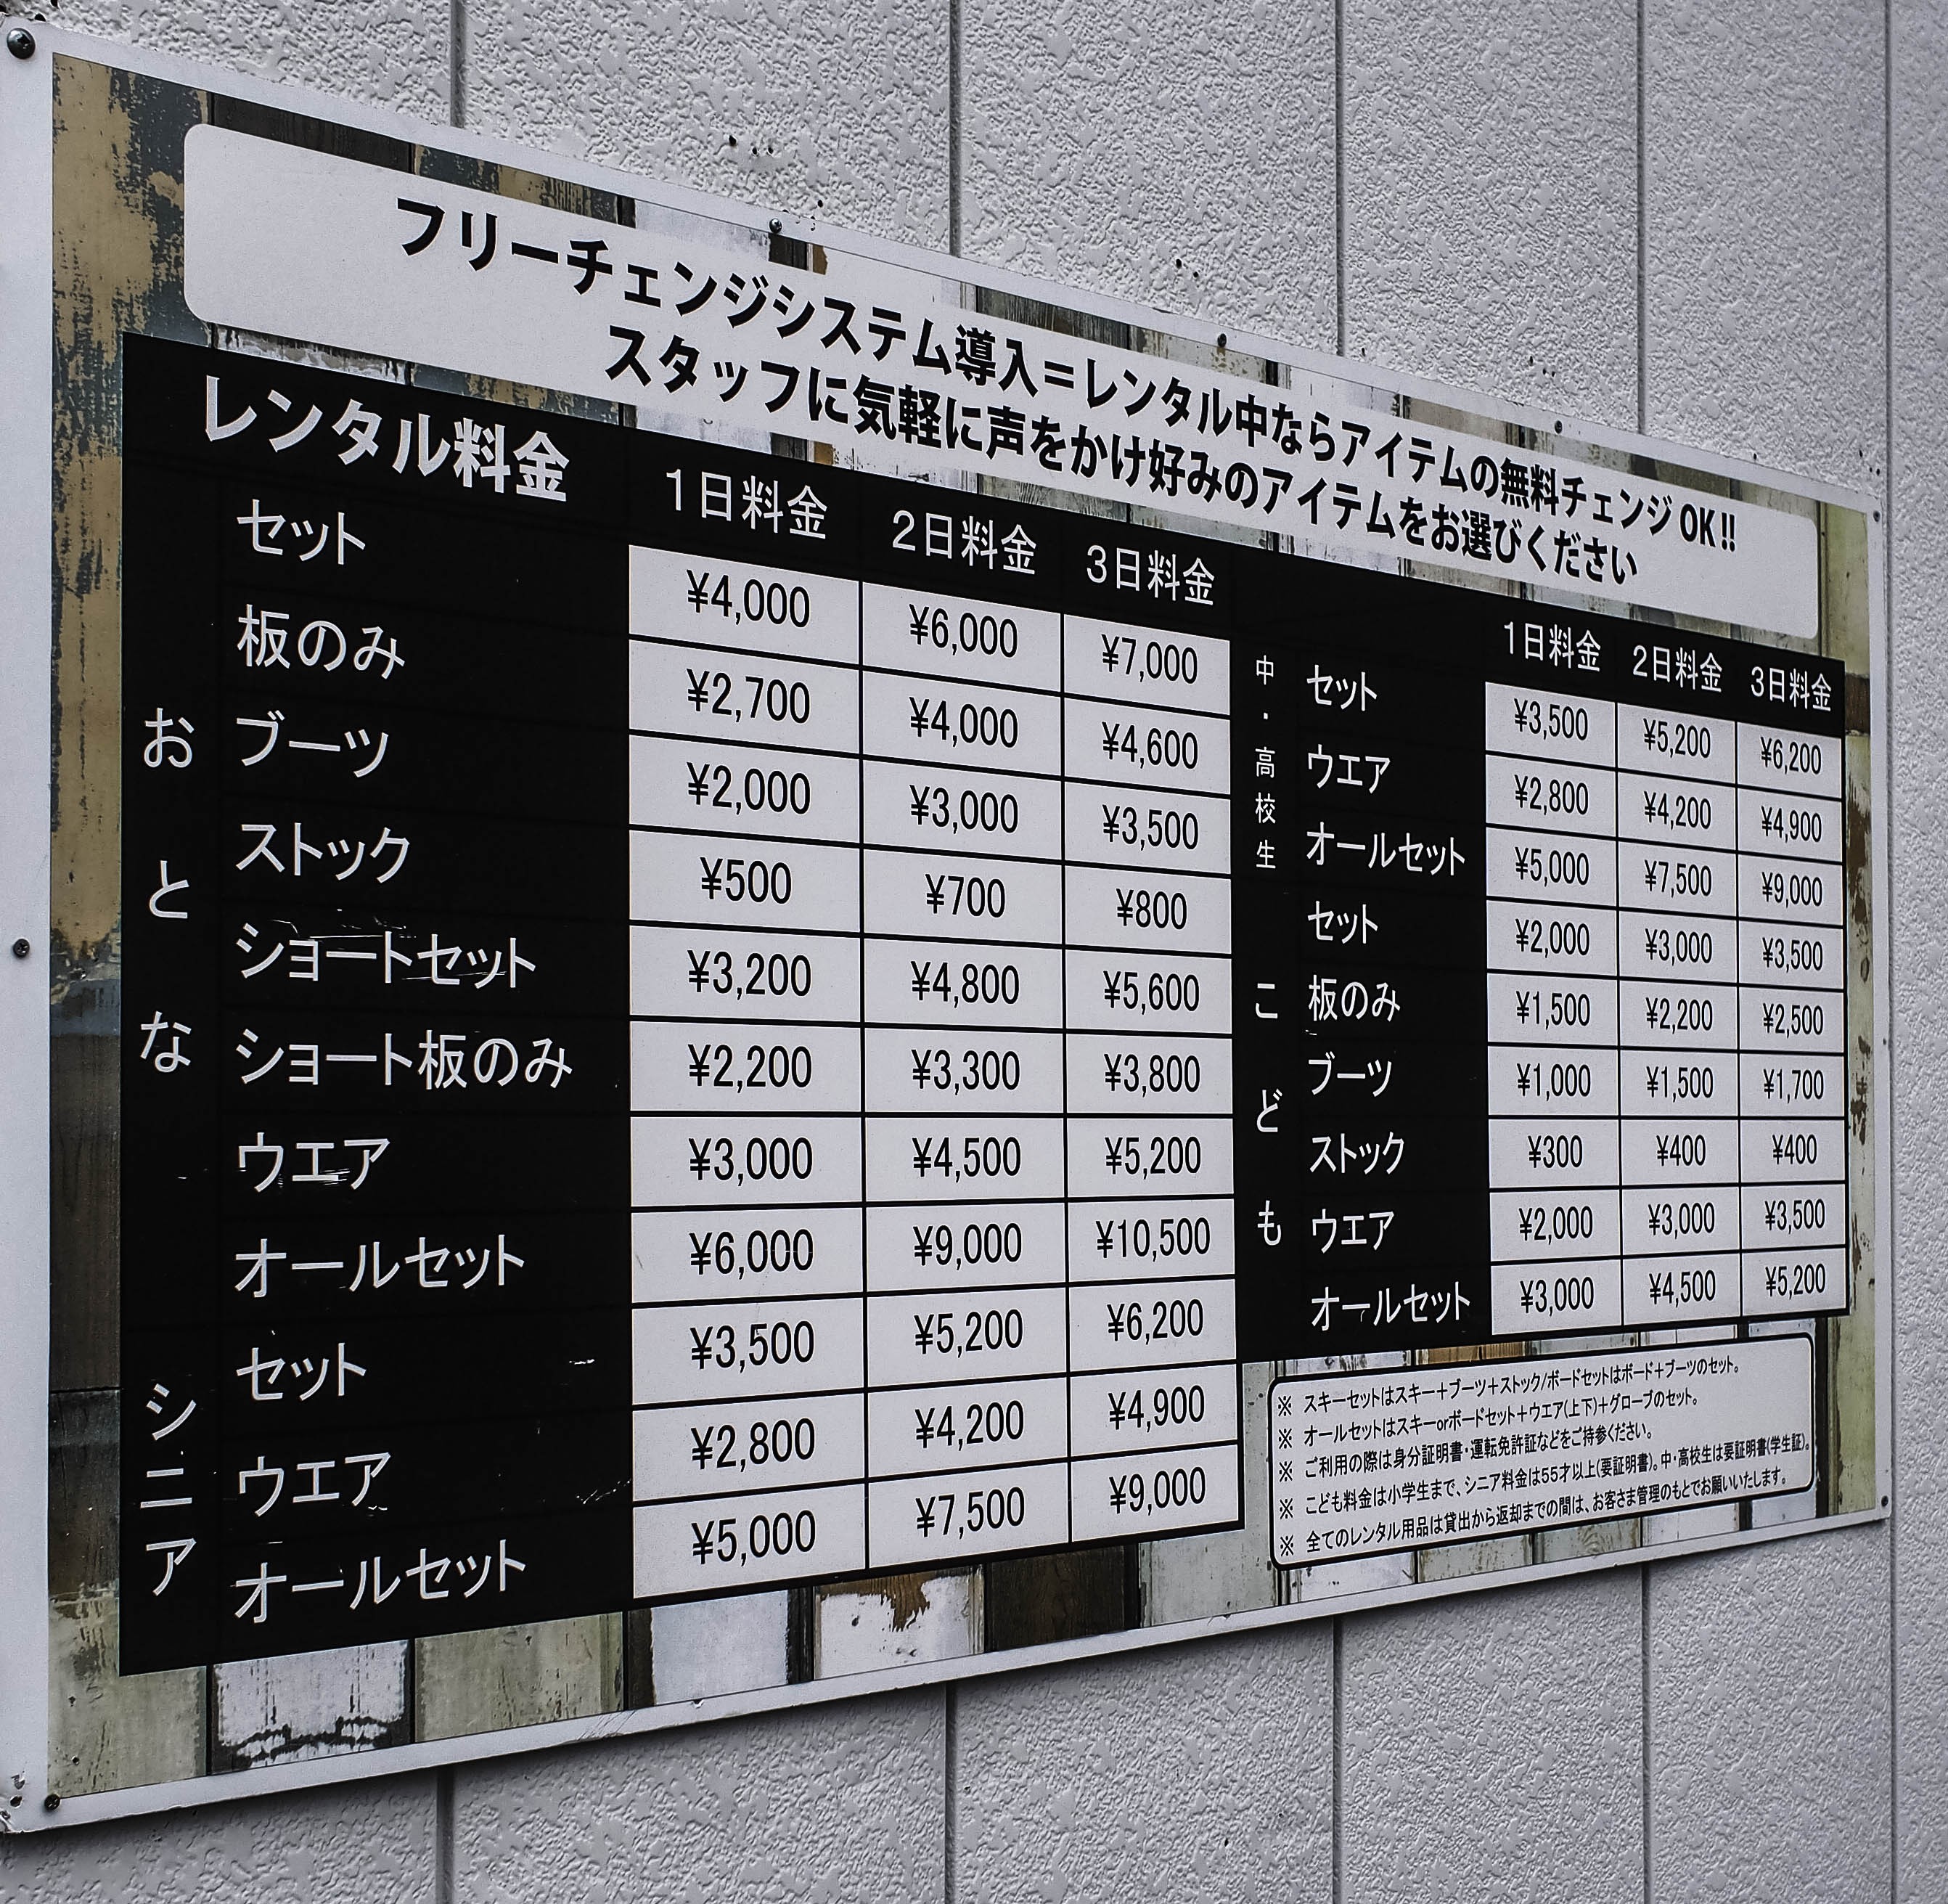 フリーチェンジシステム導入＝レンタル中ならアイテムの無料チェンジOK!!
スタッフに気軽に声をかけ好みのアイテムをお選びください
レンタル料金 1日料金 2日料金 3日料金
おとな
セット ¥4,000 ¥6,000 ¥7,000
板のみ ¥2,700 ¥4,000 ¥4,600
ブーツ ¥2,000 ¥3,000 ¥3,500
ストック ¥500 ¥700 ¥800
ショートセット ¥3,200 ¥4,800 ¥5,600
ショート板のみ ¥2,200 ¥3,300 ¥3,800
ウエア ¥3,000 ¥4,500 ¥5,200
オールセット ¥6,000 ¥9,000 ¥10,500
シニア
セット ¥3,500 ¥5,200 ¥6,200
ウエア ¥2,800 ¥4,200 ¥4,900
オールセット ¥5,000 ¥7,500 ¥9,000
1日料金 2日料金 3日料金
中・高校生
セット ¥3,500 ¥5,200 ¥6,200
ウエア ¥2,800 ¥4,200 ¥4,900
オールセット ¥5,000 ¥7,500 ¥9,000
こども
セット ¥2,000 ¥3,000 ¥3,500
板のみ ¥1,500 ¥2,200 ¥2,500
ブーツ ¥1,000 ¥1,500 ¥1,700
ストック ¥300 ¥400 ¥400
ウエア ¥2,000 ¥3,000 ¥3,500
オールセット ¥3,000 ¥4,500 ¥5,200
※ スキーセットはスキー＋ブーツ＋ストック/ボードセットはボード＋ブーツのセット。
※ オールセットはスキーorボードセット＋ウエア(上下)＋グローブのセット。
※ ご利用の際は身分証明書・運転免許証などをご持参ください。
※ こども料金は小学生まで、シニア料金は55才以上(要証明書)。中・高校生は要証明書(学生証)。
※ 全てのレンタル用品は貸出から返却までの間は、お客さま管理のもとでお願いいたします。